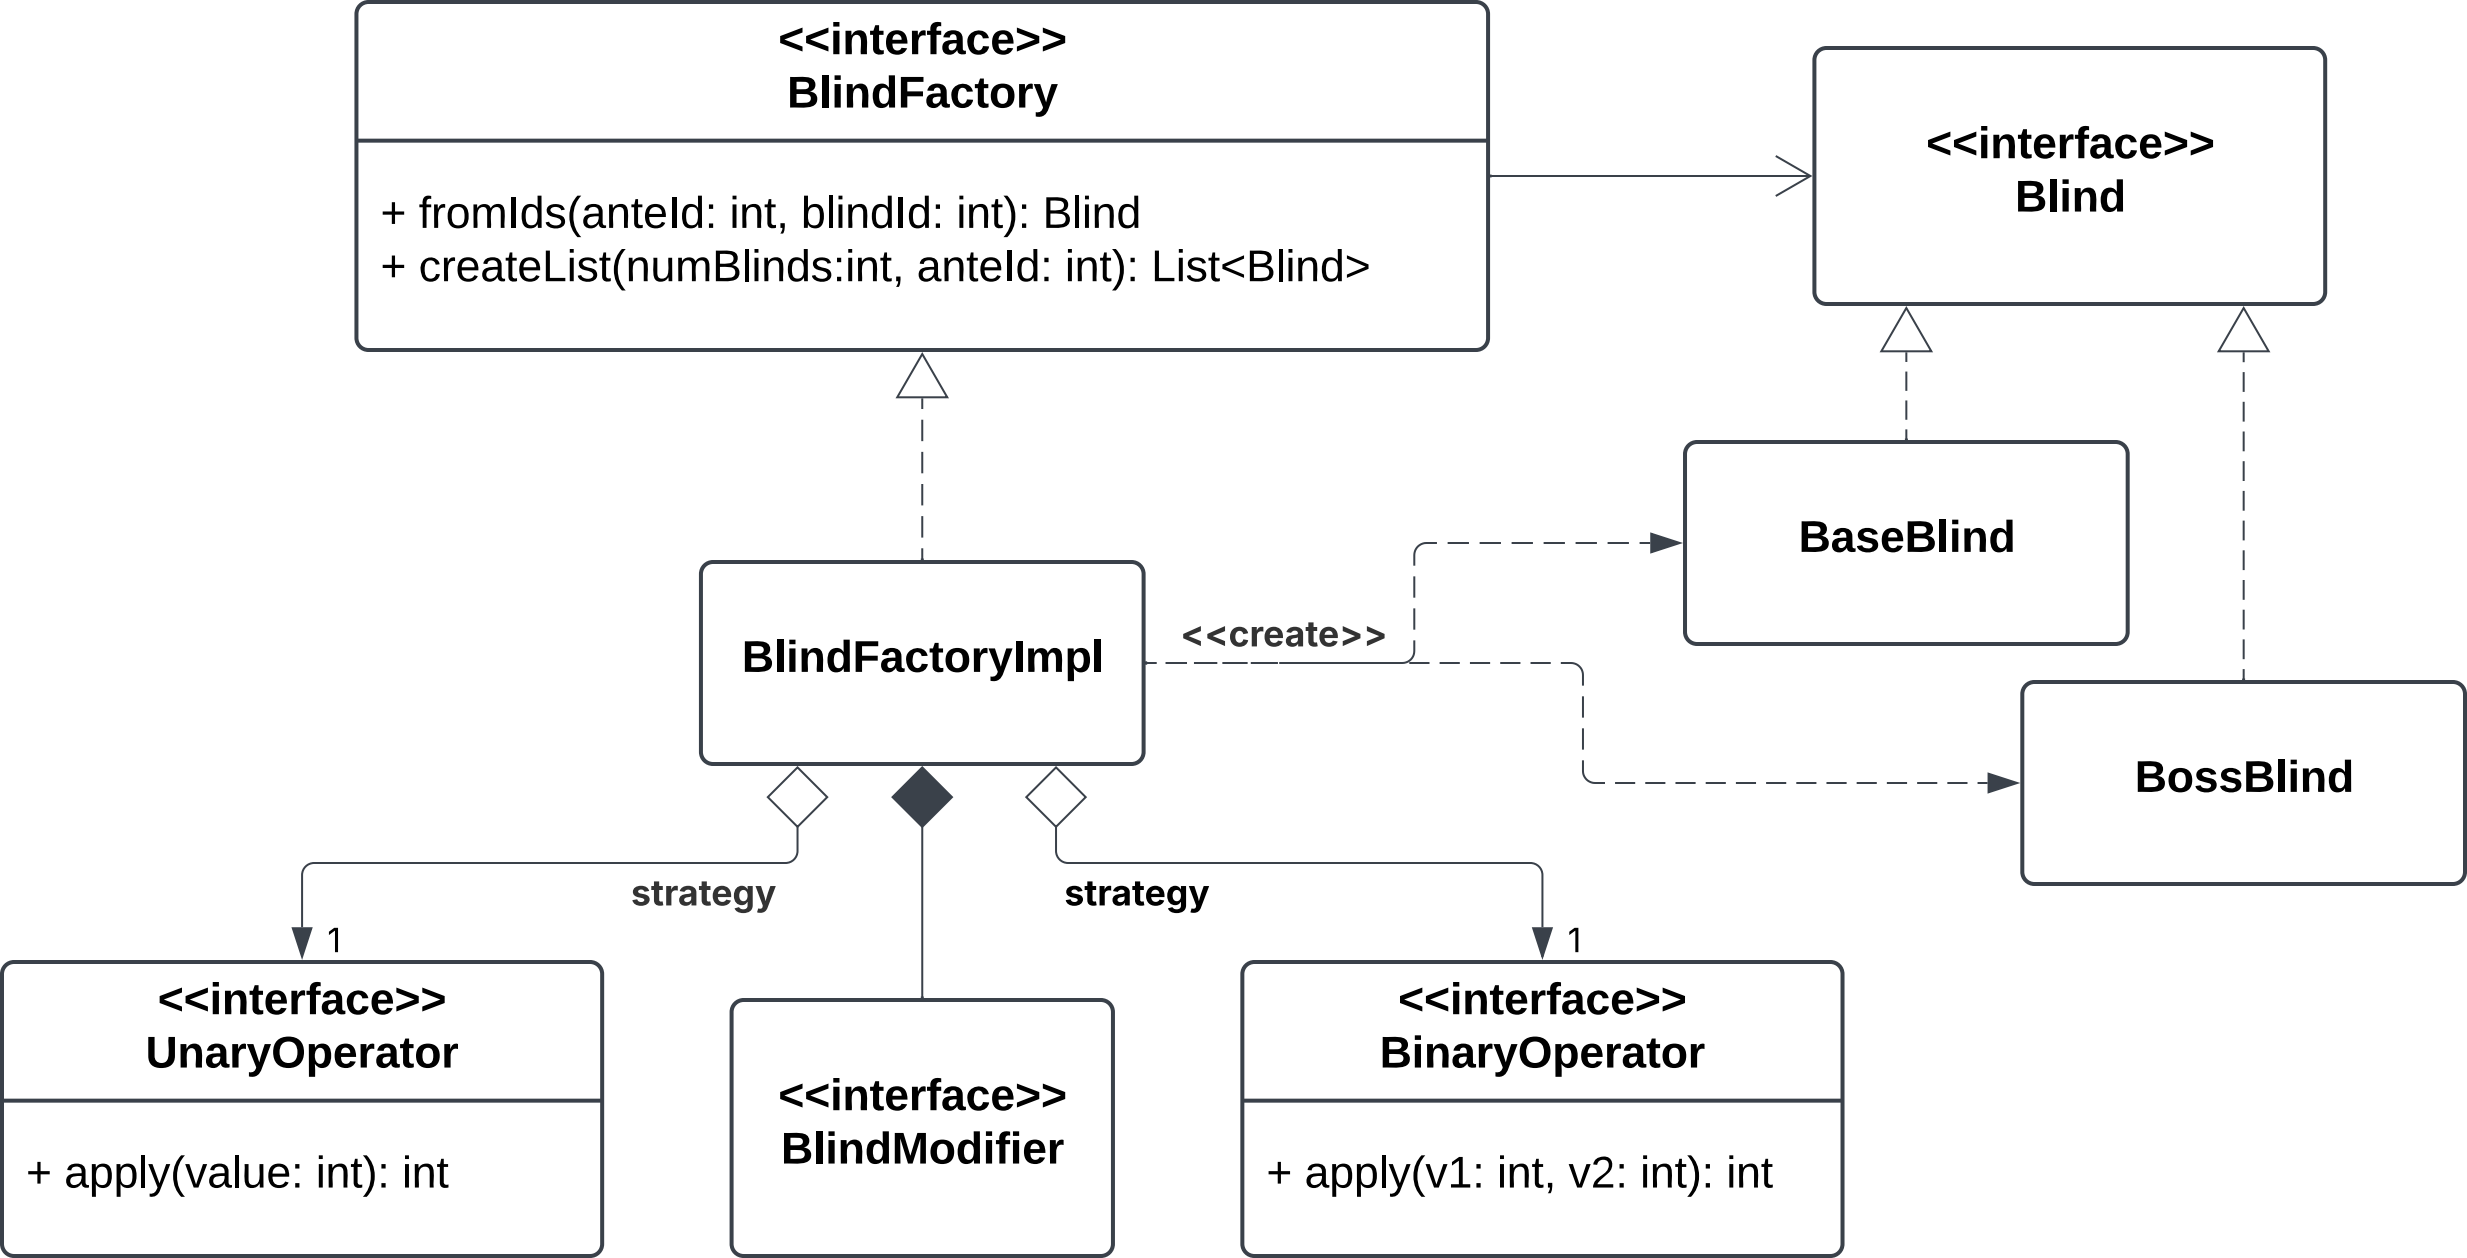 <<interface>>
BlindFactory
+ fromIds(anteId: int, blindId: int): Blind
+ createList(numBlinds:int, anteId: int): List<Blind>
<<interface>>
Blind
BaseBlind
<<create>>
BlindFactoryImpl
BossBlind
strategy
strategy
1
1
<<interface>>
UnaryOperator
+ apply(value: int): int
<<interface>>
BlindModifier
<<interface>>
BinaryOperator
+ apply(v1: int, v2: int): int